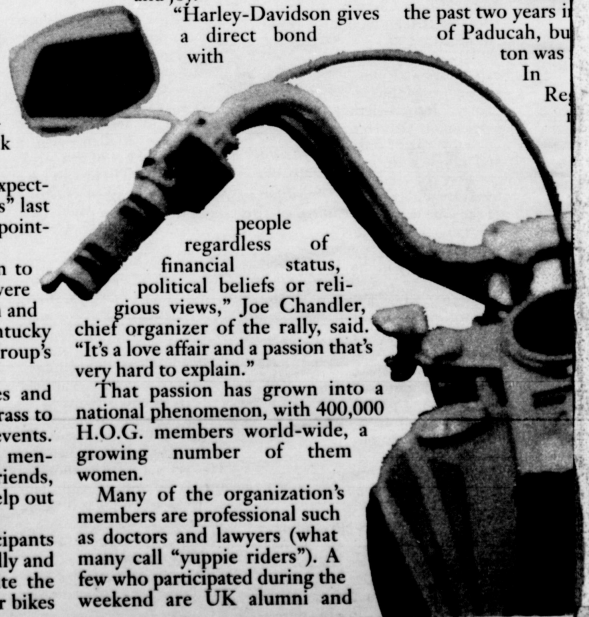 "Harley-Davidson gives
a direct bond
with
people
regardless of
financial status,
political beliefs or reli-
gious views," Joe Chandler,
chief organizer of the rally, said.
"It's a love affair and a passion that's
very hard to explain."
That passion has grown into a
national phenomenon, with 400,000
H.O.G. members world-wide, a
growing number of them
women.
Many of the organization's
members are professional such
as doctors and lawyers (what
many call "yuppie riders"). A
few who participated during the
weekend are UK alumni and
the past two years
of Paducah,
ton was
In
k
xpect-
s" last
point-
n to
vere
and
ntucky
roup's
es and
rass to
events.
men-
riends,
elp out
cipants
lly and
te the
r bikes